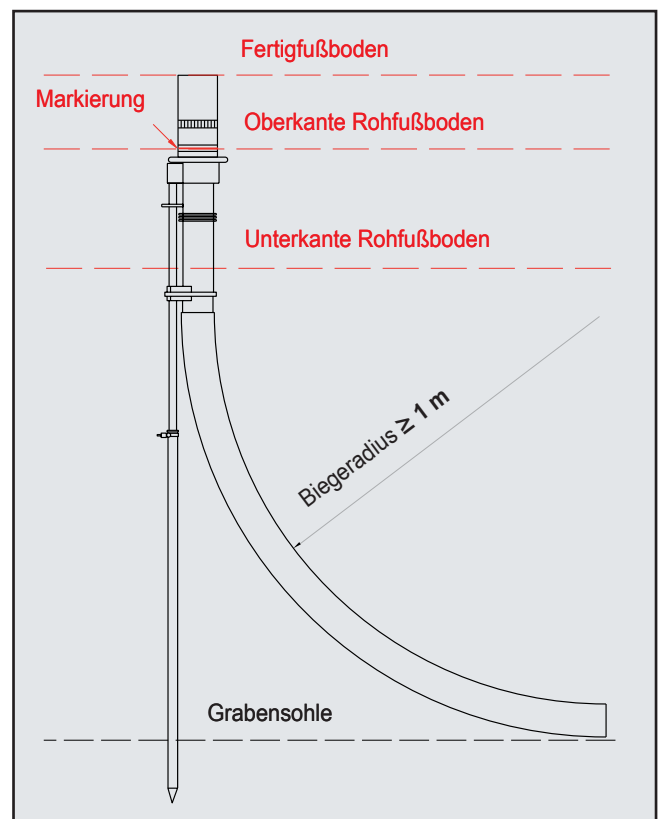 Fertigfußboden
Markierung
Oberkante Rohfußboden
Unterkante Rohfußboden
Biegeradius ≥ 1 m
Grabensohle